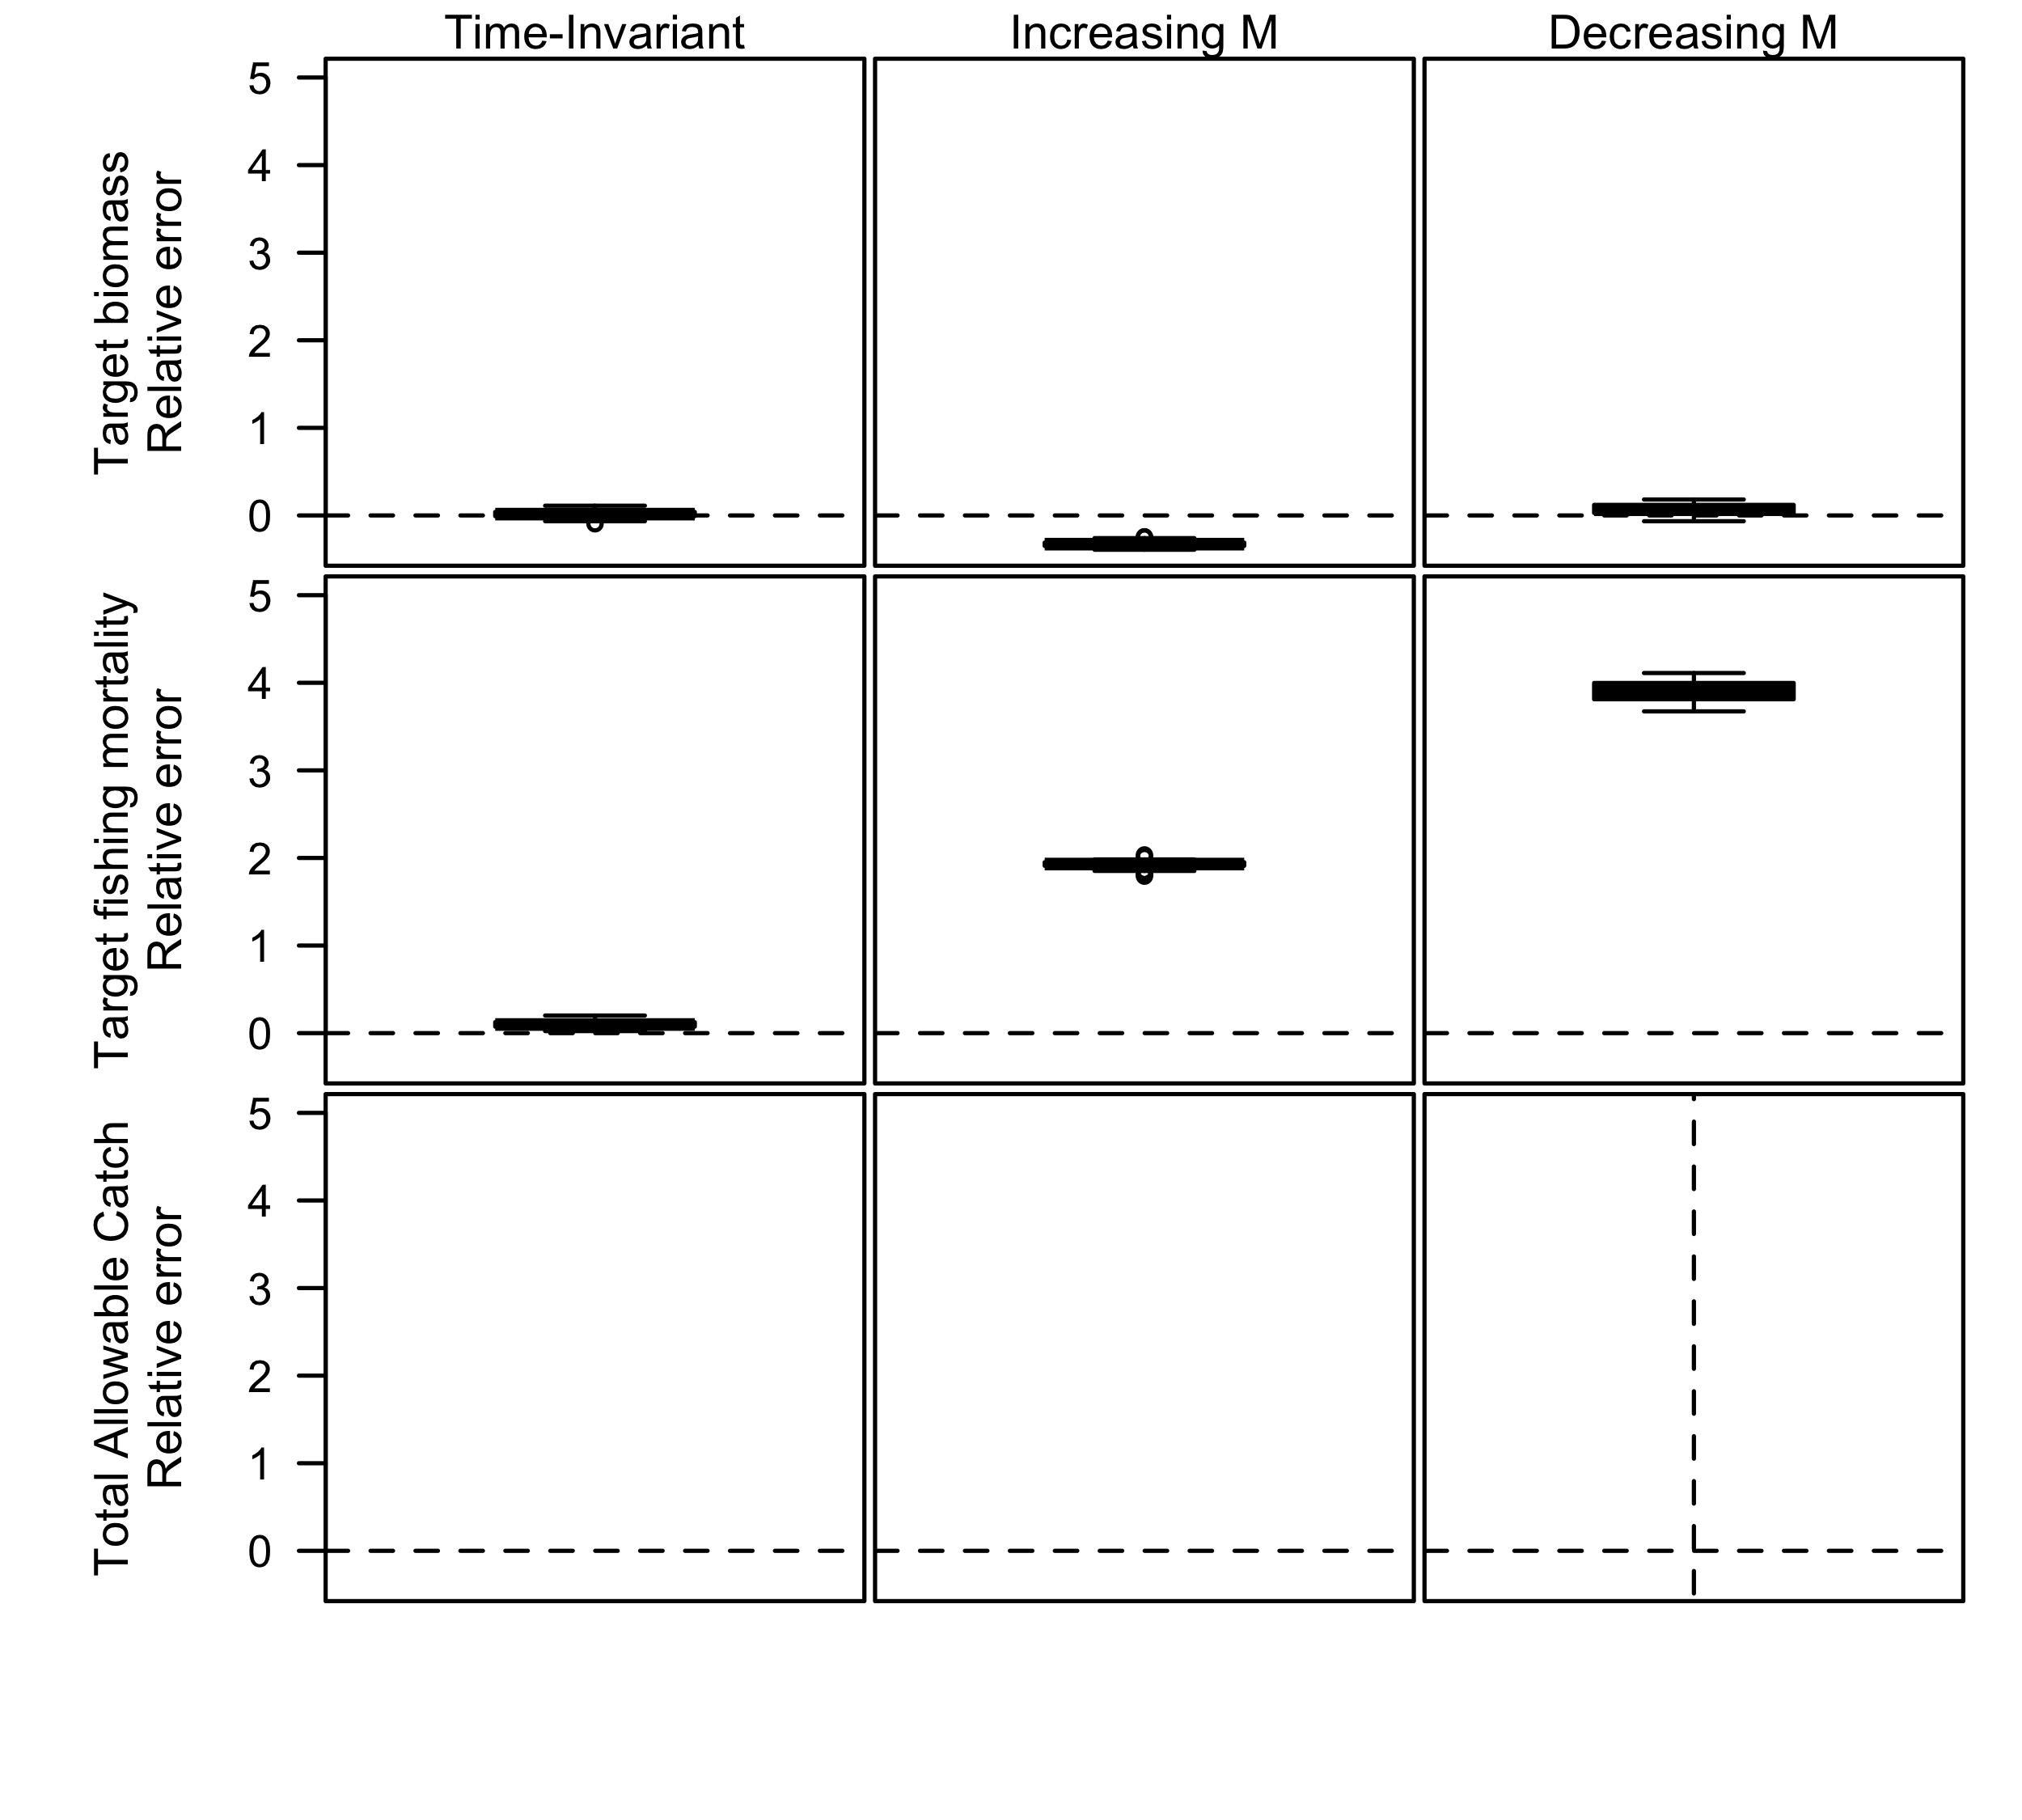 Time-Invariant
Increasing M
Decreasing M
Target biomass
Relative error
5
4
3
2
1
0
Target fishing mortality
Relative error
5
4
3
2
1
0
Total Allowable Catch
Relative error
5
4
3
2
1
0